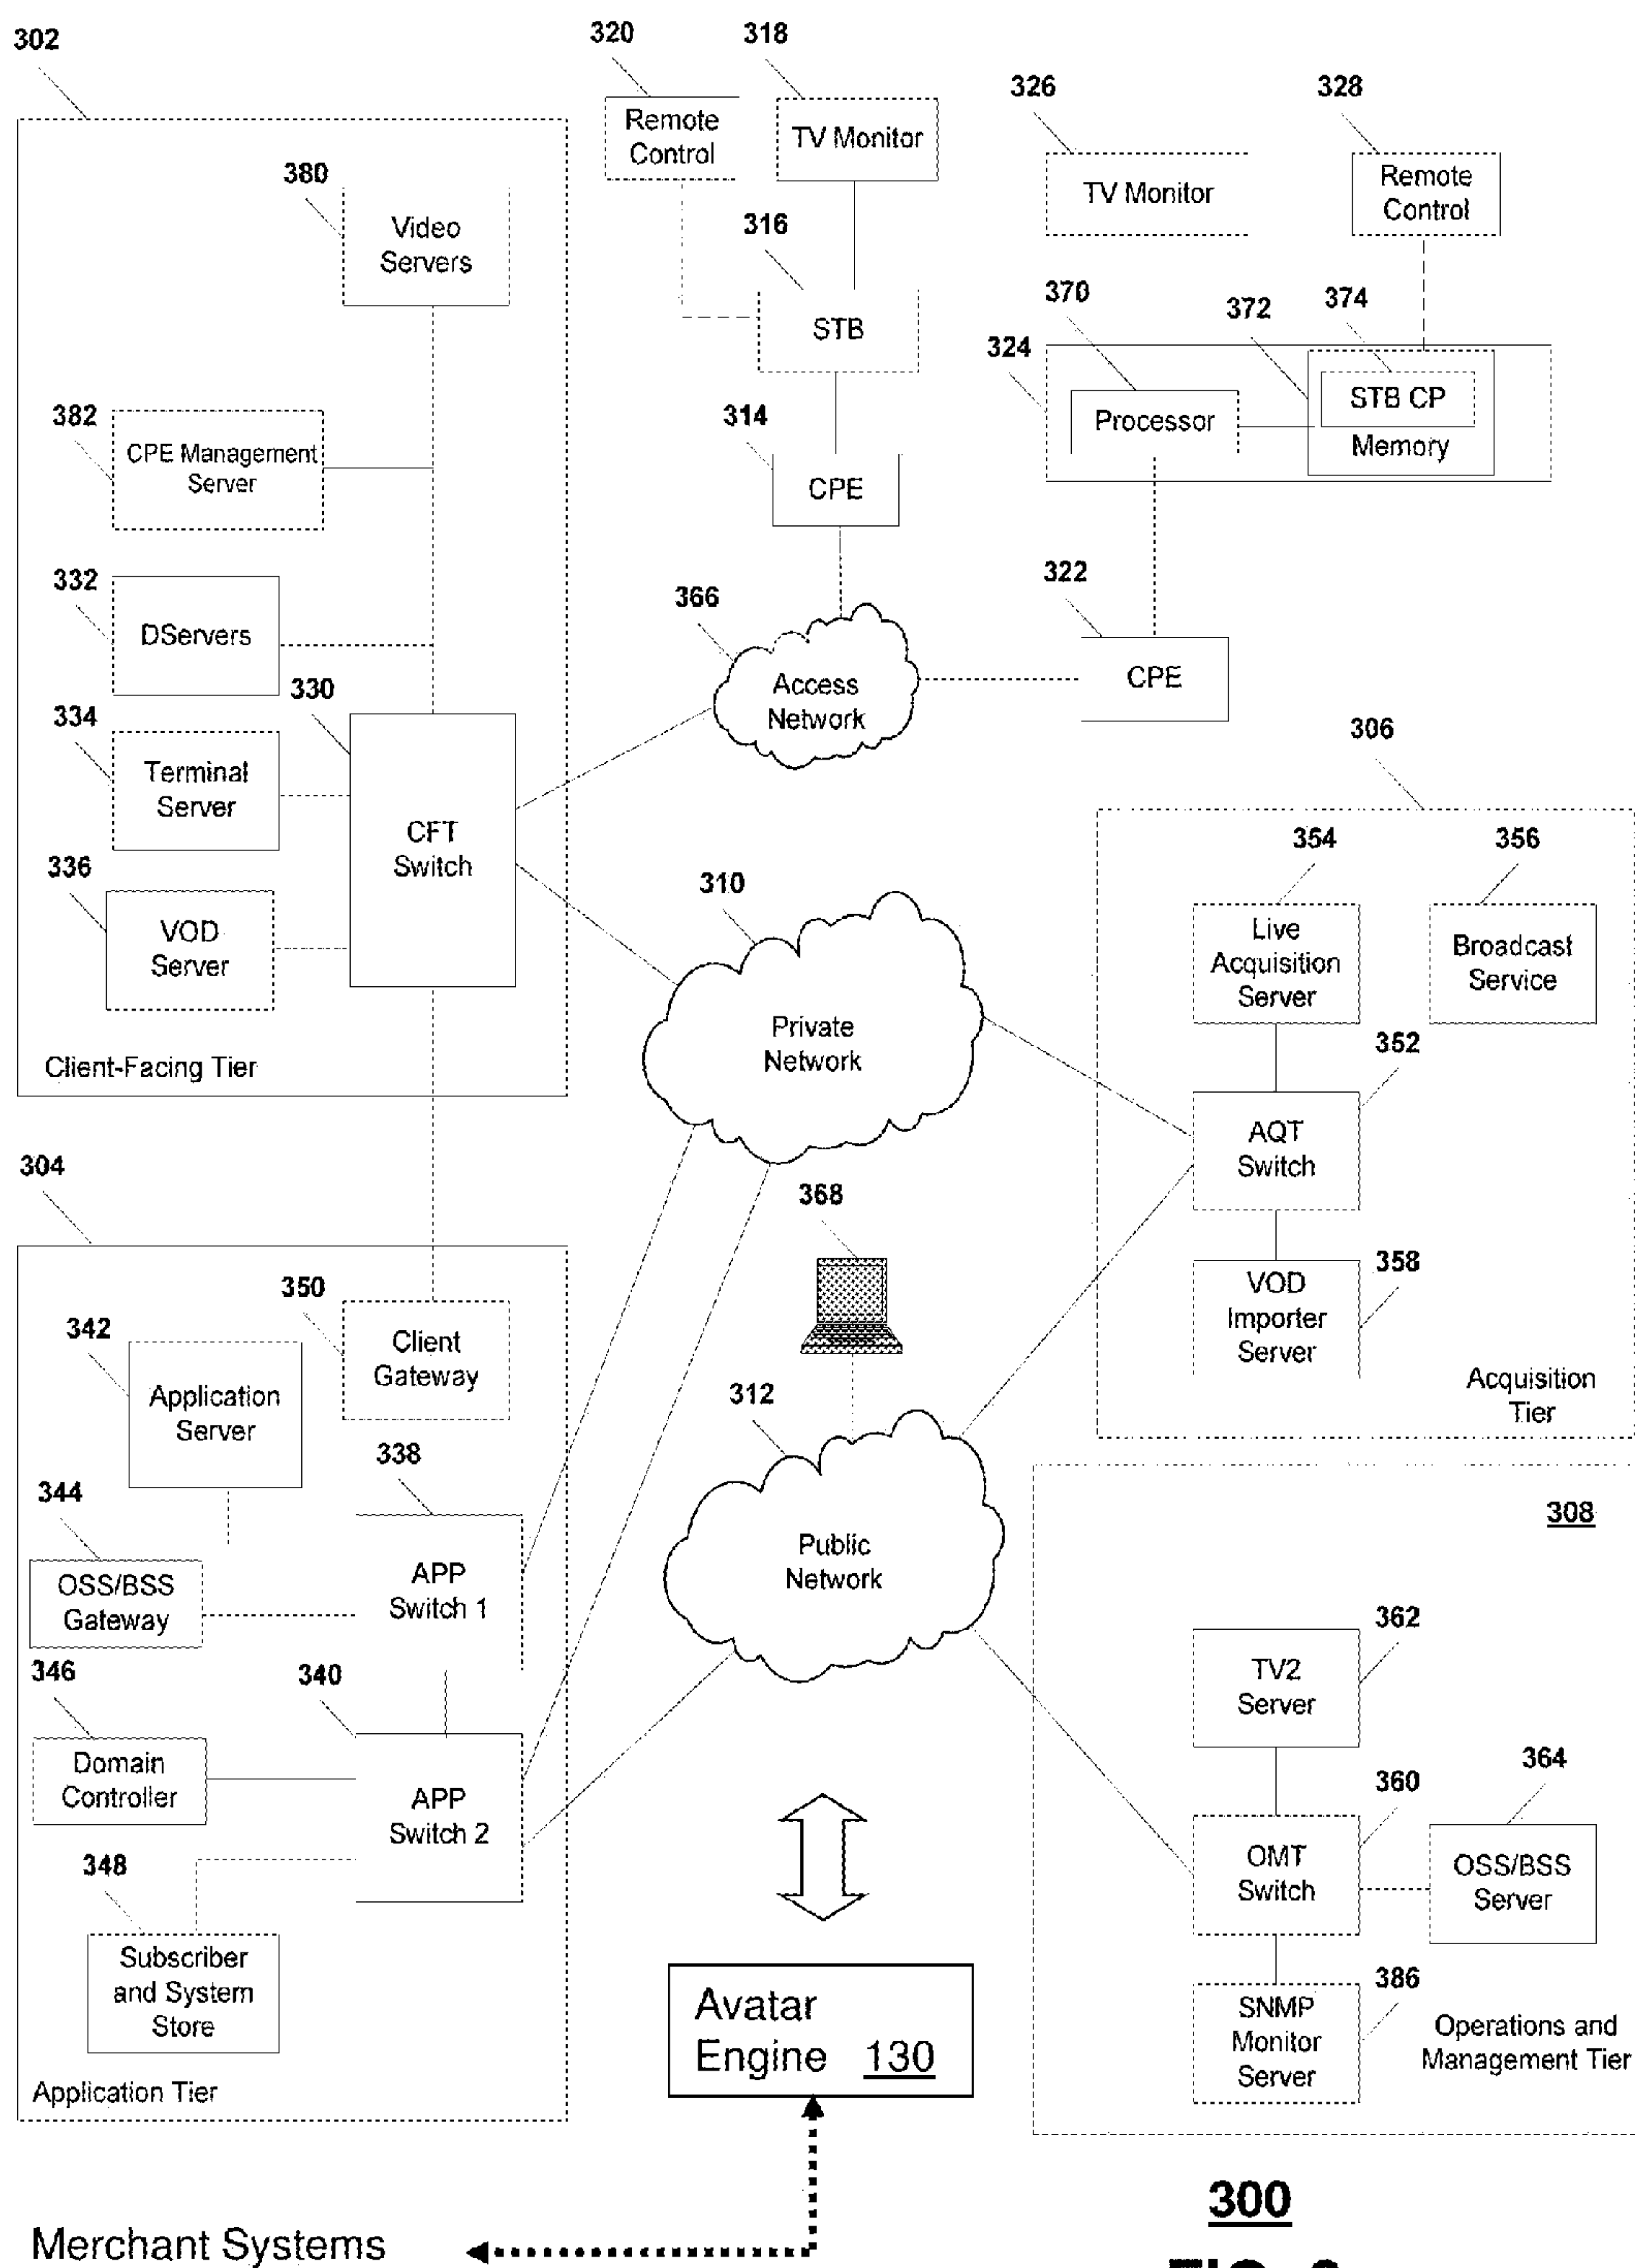 302
320
318
326
328
Remote
Control
TV Monitor
TV Monitor
Remote
Control
380
Video
Servers
316
STB
370
372
374
324
Processor
STB CP
Memory
382
CPE Management
Server
314
CPE
332
DServers
322
CPE
366
Access
Network
330
334
Terminal
Server
CFT
Switch
336
VOD
Server
Client-Facing Tier
310
Private
Network
306
354
356
Live
Acquisition
Server
Broadcast
Service
352
AQT
Switch
358
VOD
Importer
Server
Acquisition
Tier
304
368
350
Client
Gateway
342
Application
Server
312
Public
Network
338
344
OSS/BSS
Gateway
APP
Switch 1
346
340
Domain
Controller
APP
Switch 2
348
Subscriber
and System
Store
Application Tier
308
362
TV2
Server
360
364
OMT
Switch
OSS/BSS
Server
386
SNMP
Monitor
Server
Operations and
Management Tier
Avatar
Engine 130
300
Merchant Systems